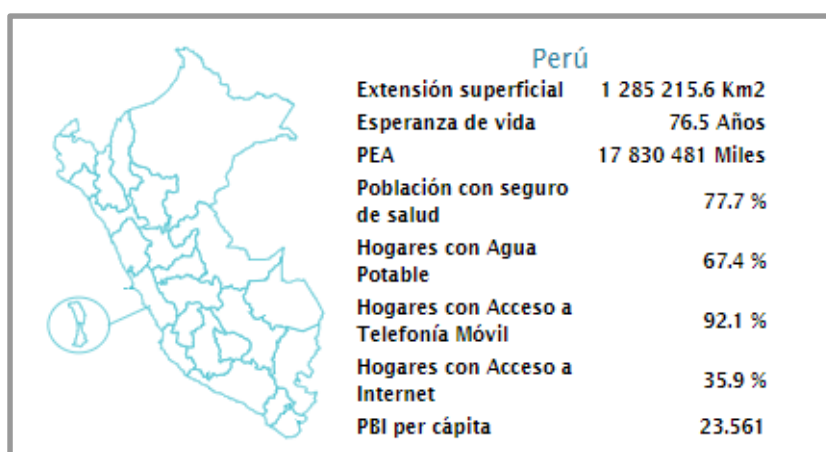 Perú
Extensión superficial 1 285 215.6 Km2
Esperanza de vida 76.5 Años
PEA 17 830 481 Miles
Población con seguro
de salud 77.7 %
Hogares con Agua
Potable 67.4 %
Hogares con Acceso a
Telefonía Móvil 92.1 %
Hogares con Acceso a
Internet 35.9 %
PBI per cápita 23.561